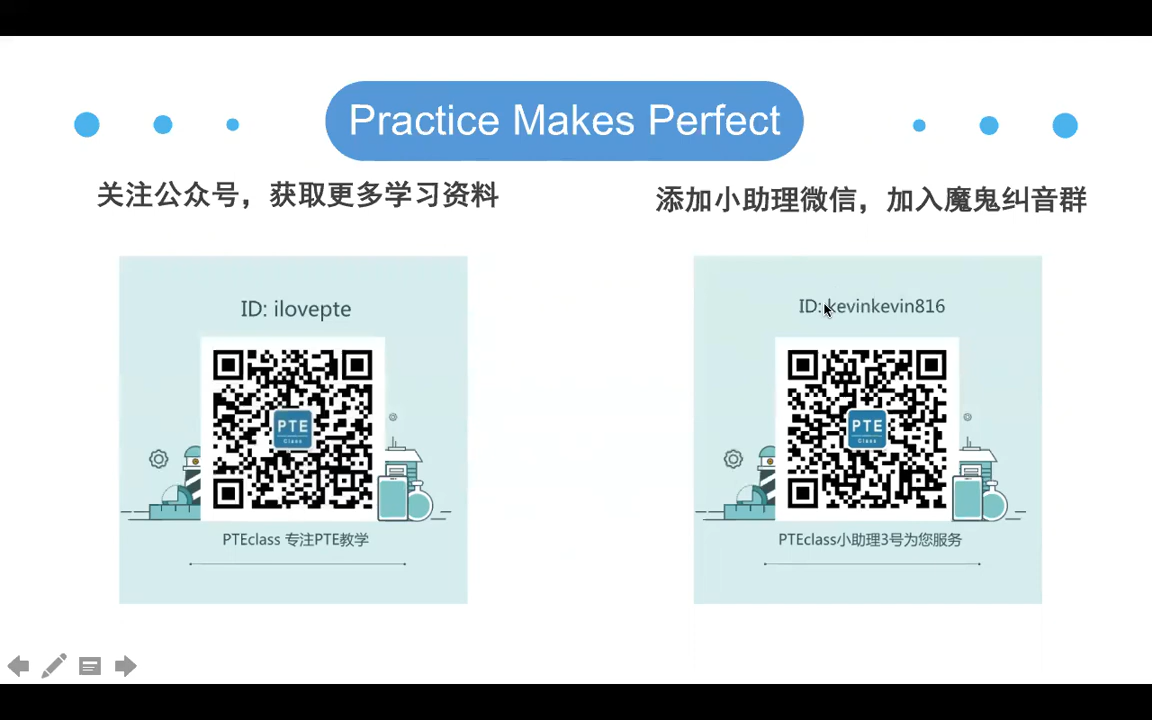 Practice Makes Perfect
关注公众号，获取更多学习资料
添加小助理微信，加入魔鬼纠音群
ID: ilovepte
PTE
Class
PTEclass 专注PTE教学
ID: kevinkevin816
PTE
Class
PTEclass小助理3号为您服务